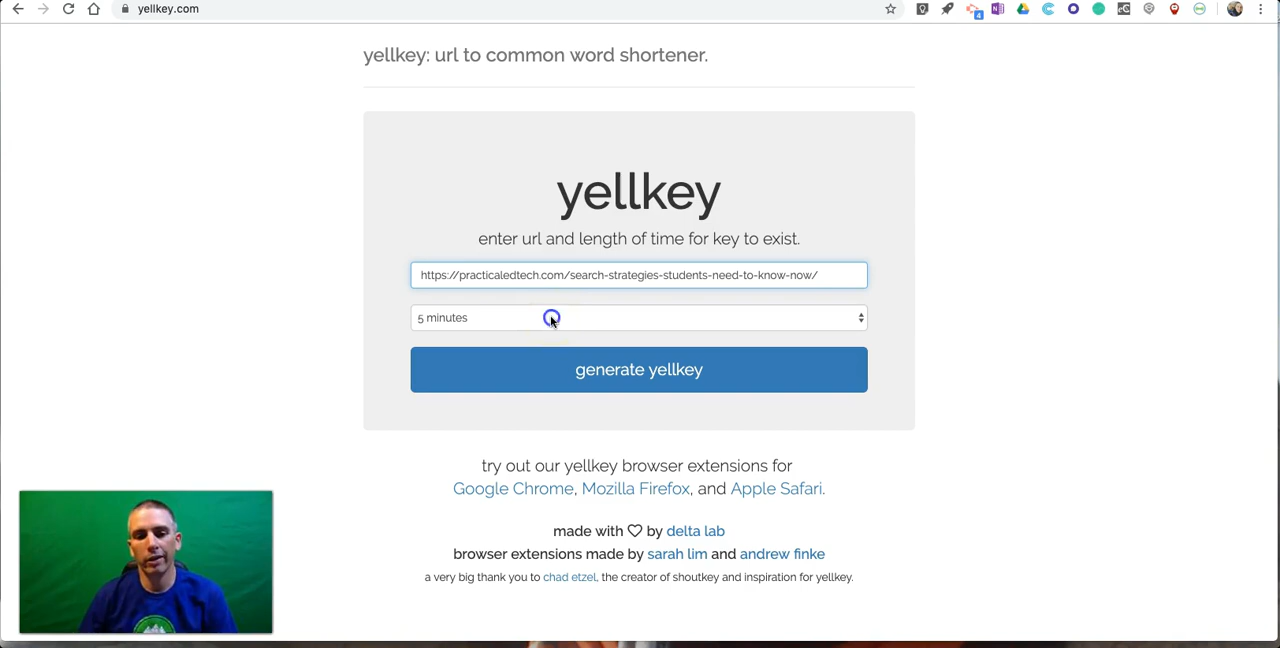 yellkey.com
4
yellkey: url to common word shortener.
yellkey
enter url and length of time for key to exist.
https://practicaledtech.com/search-strategies-students-need-to-know-now/
5 minutes
generate yellkey
try out our yellkey browser extensions for
Google Chrome, Mozilla Firefox, and Apple Safari.
made with ♡ by delta lab
browser extensions made by sarah lim and andrew finke
a very big thank you to chad etzel, the creator of shoutkey and inspiration for yellkey.